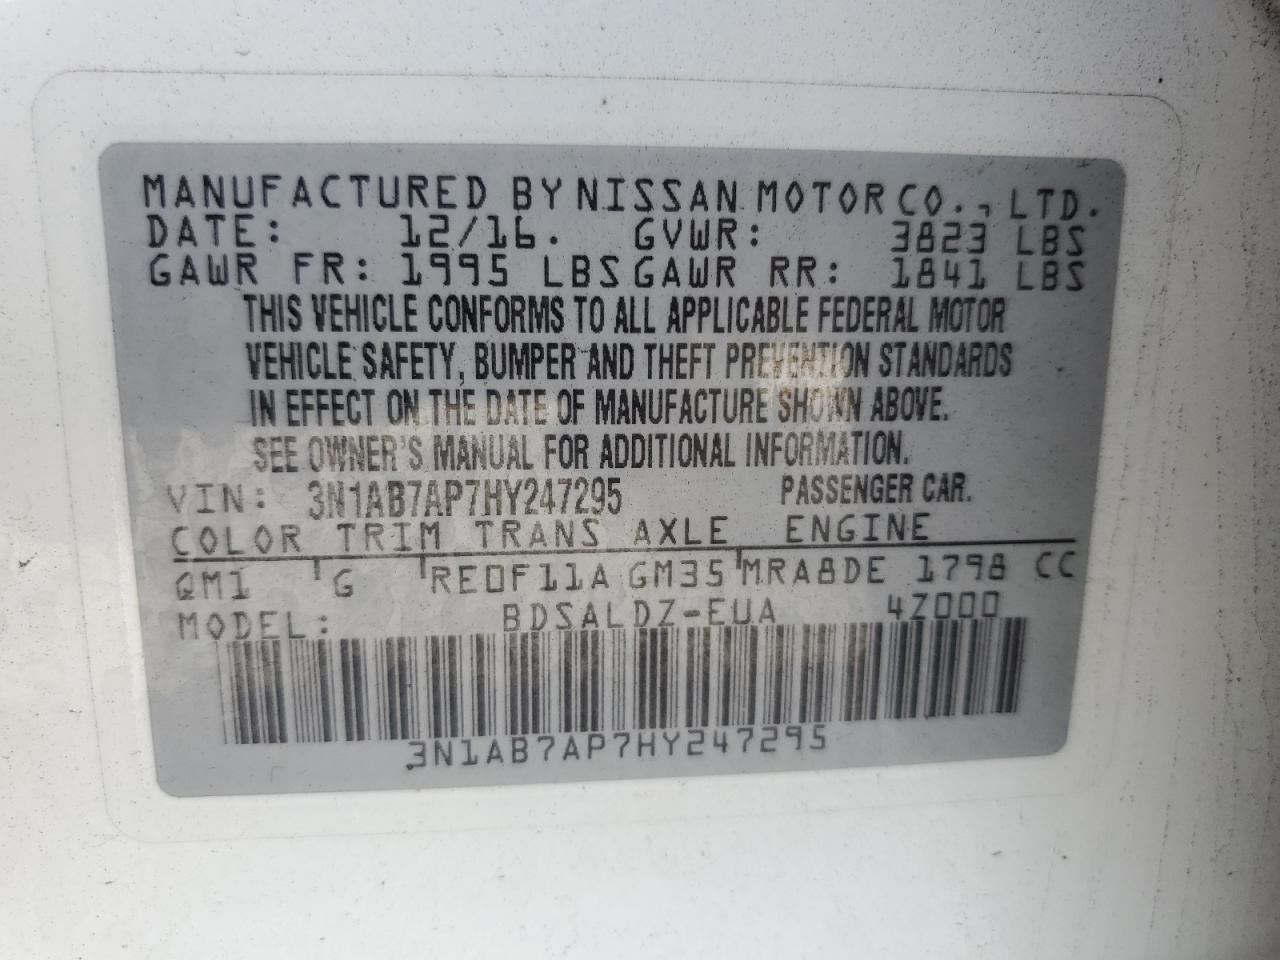 MANUFACTURED BY NISSAN MOTOR CO., LTD.
DATE: 12/16. GVWR: 3823 LBS
GAWR FR: 1995 LBS GAWR RR: 1841 LBS
THIS VEHICLE CONFORMS TO ALL APPLICABLE FEDERAL MOTOR
VEHICLE SAFETY, BUMPER AND THEFT PREVENTION STANDARDS
IN EFFECT ON THE DATE OF MANUFACTURE SHOWN ABOVE.
SEE OWNER'S MANUAL FOR ADDITIONAL INFORMATION.
VIN: 3N1AB7AP7HY247295 PASSENGER CAR.
COLOR TRIM TRANS AXLE ENGINE
QM1 G RE0F11A GM35 MRA8DE 1798 CC
MODEL: BDSALDZ-EUA 4Z000
3N1AB7AP7HY247295